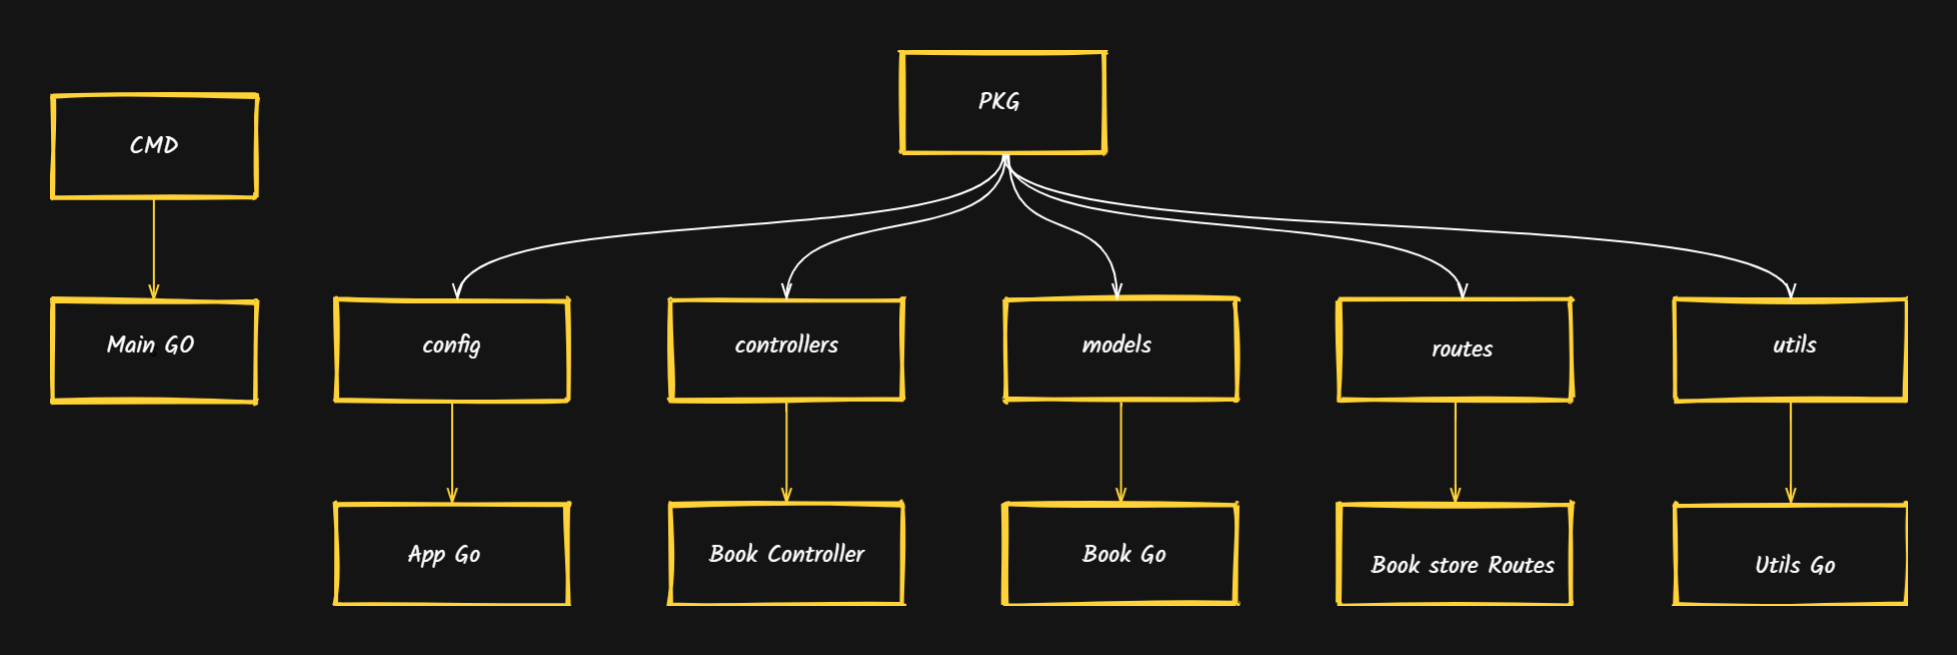 PKG
CMD
Main GO
config
controllers
models
routes
utils
App Go
Book Controller
Book Go
Book store Routes
Utils Go